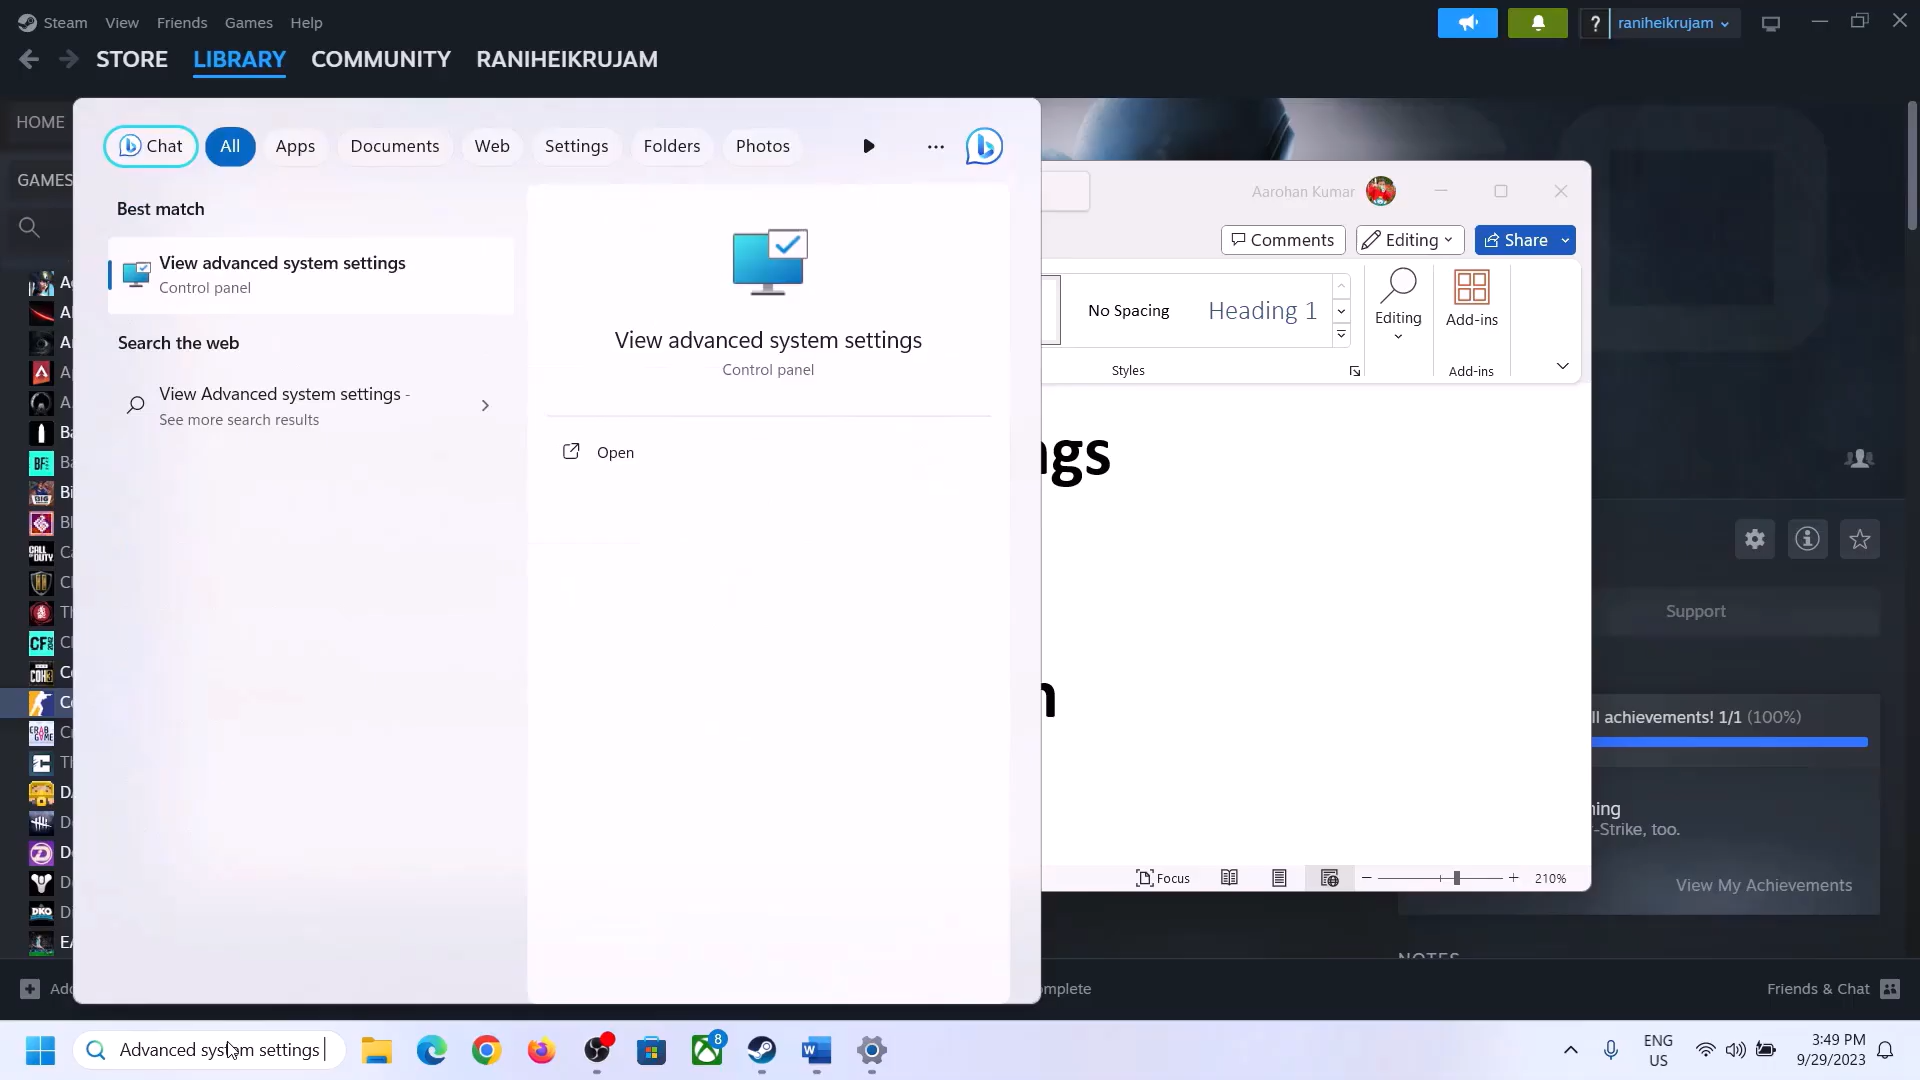 Steam View Friends Games Help
raniheikrujam
STORE LIBRARY COMMUNITY RANIHEIKRUJAM
HOME
GAMES
Chat All Apps Documents Web Settings Folders Photos
Best match
View advanced system settings
Control panel
Search the web
View Advanced system settings -
See more search results
View advanced system settings
Control panel
Open
Aarohan Kumar
Comments Editing Share
No Spacing
Heading 1
Styles
Editing
Add-ins
Add-ins
ngs
Focus
210%
Support
ll achievements! 1/1 (100%)
-Strike, too.
View My Achievements
NOTES
Friends & Chat
Advanced system settings
8
ENG
US
3:49 PM
9/29/2023